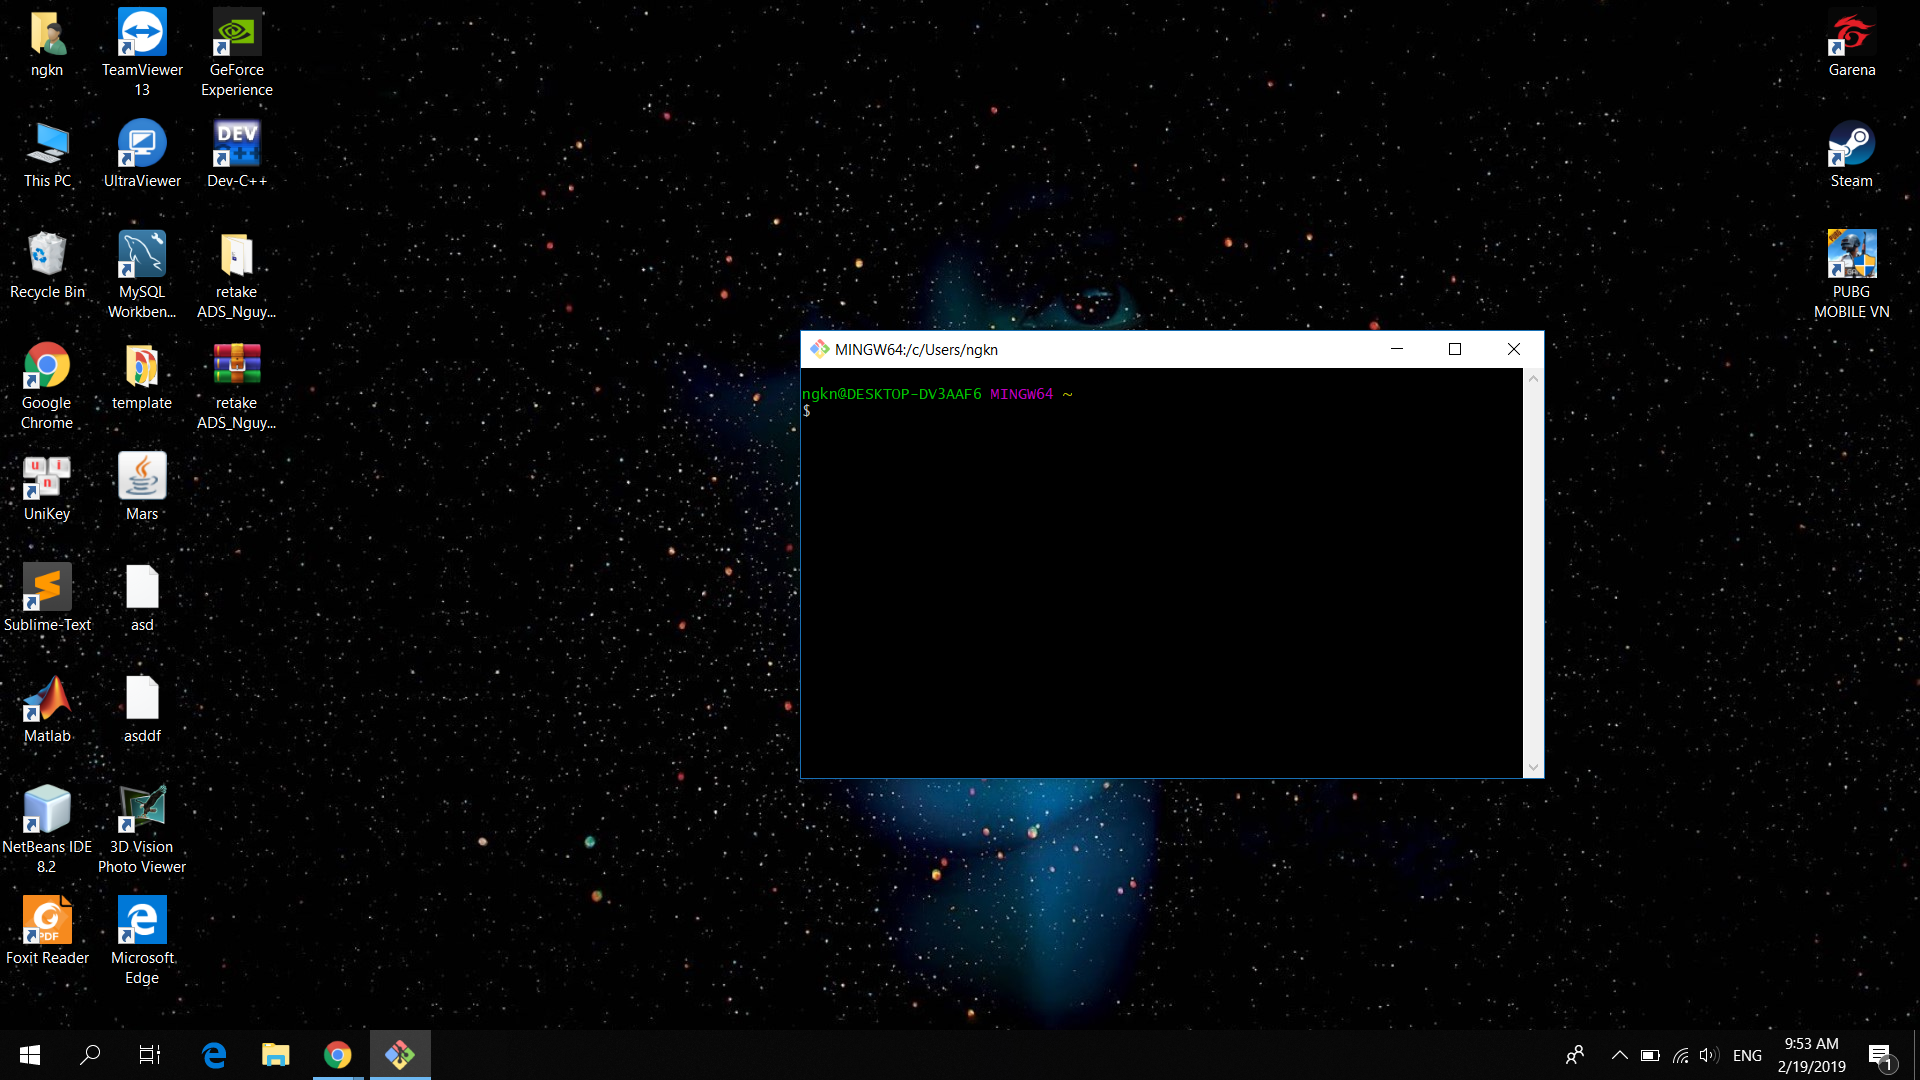 ngkn
TeamViewer
13
GeForce
Experience
This PC
UltraViewer
DEV
C++
Dev-C++
Recycle Bin
MySQL
Workben...
retake
ADS_Nguy...
Google
Chrome
template
retake
ADS_Nguy...
u i
n
UniKey
Mars
Sublime-Text
asd
Matlab
asddf
NetBeans IDE
8.2
3D Vision
Photo Viewer
PDF
Foxit Reader
Microsoft
Edge
Garena
Steam
PUBG
PUBG
MOBILE VN
MINGW64:/c/Users/ngkn
ngkn@DESKTOP-DV3AAF6 MINGW64 ~
$
ENG
9:53 AM
2/19/2019
1